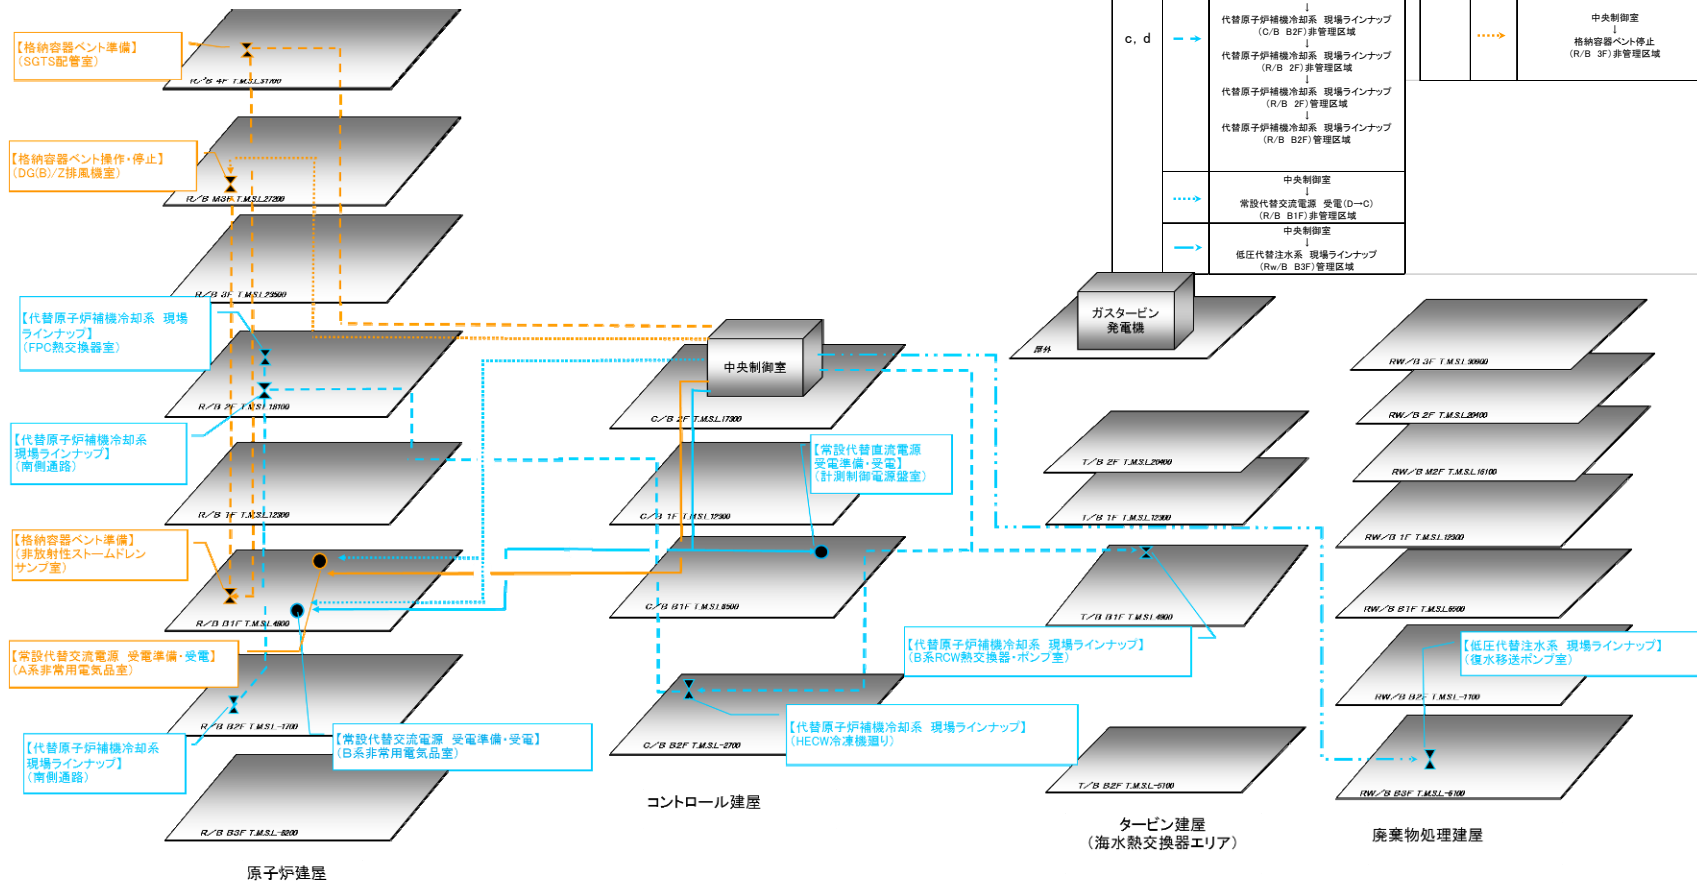 【格納容器ベント準備】
(SGTS配管室)
R/B 4F T.M.S.L.31700
【格納容器ベント操作・停止】
(DG(B)/Z排風機室)
R/B M3F T.M.S.L.27200
R/B 3F T.M.S.L.23500
【代替原子炉補機冷却系 現場
ラインナップ】
(FPC熱交換器室)
R/B 2F T.M.S.L.18100
【代替原子炉補機冷却系
現場ラインナップ】
(南側通路)
R/B 1F T.M.S.L.12300
【格納容器ベント準備】
(非放射性ストームドレン
サンプ室)
R/B B1F T.M.S.L.4800
【常設代替交流電源 受電準備・受電】
(A系非常用電気品室)
R/B B2F T.M.S.L.-1700
【代替原子炉補機冷却系
現場ラインナップ】
(南側通路)
【常設代替交流電源 受電準備・受電】
(B系非常用電気品室)
R/B B3F T.M.S.L.-8200
原子炉建屋
中央制御室
C/B 2F T.M.S.L.17300
【常設代替直流電源
受電準備・受電】
(計測制御電源盤室)
C/B 1F T.M.S.L.12300
C/B B1F T.M.S.L.6500
C/B B2F T.M.S.L.-2700
【代替原子炉補機冷却系 現場ラインナップ】
(HECW冷凍機廻り)
コントロール建屋
c, d
↓
代替原子炉補機冷却系 現場ラインナップ
(C/B B2F)非管理区域
↓
代替原子炉補機冷却系 現場ラインナップ
(R/B 2F)非管理区域
↓
代替原子炉補機冷却系 現場ラインナップ
(R/B 2F)管理区域
↓
代替原子炉補機冷却系 現場ラインナップ
(R/B B2F)管理区域
中央制御室
↓
常設代替交流電源 受電(D→C)
(R/B B1F)非管理区域
中央制御室
↓
低圧代替注水系 現場ラインナップ
(Rw/B B3F)管理区域
中央制御室
↓
格納容器ベント停止
(R/B 3F)非管理区域
ガスタービン
発電機
屋外
T/B 2F T.M.S.L.20400
T/B 1F T.M.S.L.12300
T/B B1F T.M.S.L.4900
【代替原子炉補機冷却系 現場ラインナップ】
(B系RCW熱交換器・ポンプ室)
T/B B2F T.M.S.L.-5100
タービン建屋
(海水熱交換器エリア)
RW/B 3F T.M.S.L.30900
RW/B 2F T.M.S.L.20400
RW/B M2F T.M.S.L.16100
RW/B 1F T.M.S.L.12300
RW/B B1F T.M.S.L.6500
【低圧代替注水系 現場ラインナップ】
(復水移送ポンプ室)
RW/B B2F T.M.S.L.-1100
RW/B B3F T.M.S.L.-6100
廃棄物処理建屋